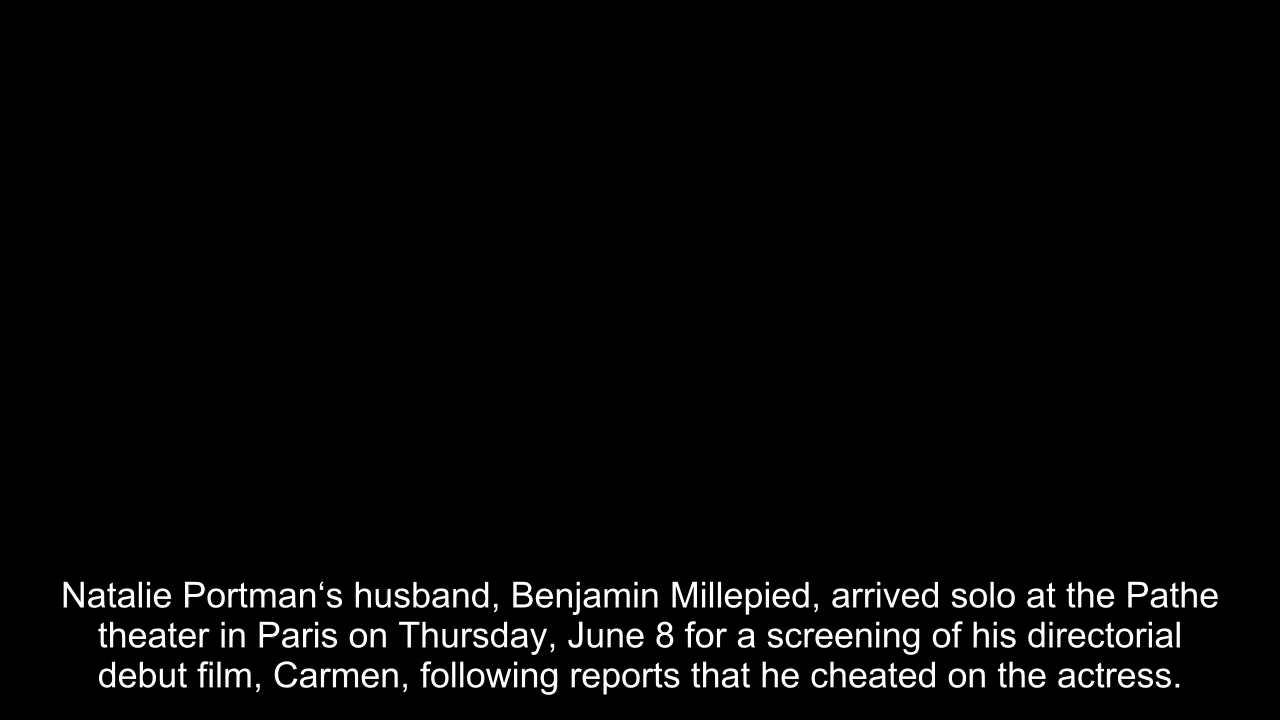 Natalie Portman‘s husband, Benjamin Millepied, arrived solo at the Pathe
theater in Paris on Thursday, June 8 for a screening of his directorial
debut film, Carmen, following reports that he cheated on the actress.